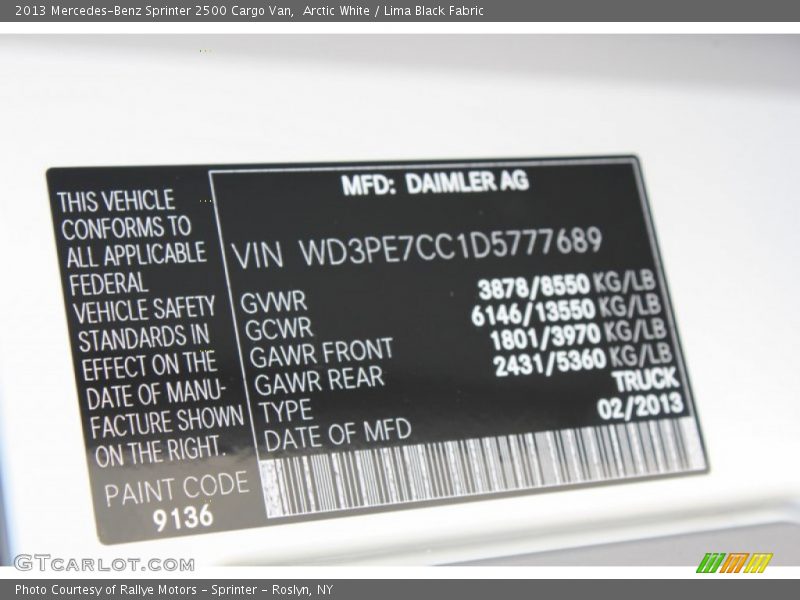 2013 Mercedes-Benz Sprinter 2500 Cargo Van,  Arctic White / Lima Black Fabric
MFD: DAIMLER AG
THIS VEHICLE
CONFORMS TO
ALL APPLICABLE
FEDERAL
VEHICLE SAFETY
STANDARDS IN
EFFECT ON THE
DATE OF MANU-
FACTURE SHOWN
ON THE RIGHT.
VIN WD3PE7CC1D5777689
GVWR 3878/8550 KG/LB
GCWR 6146/13550 KG/LB
GAWR FRONT 1801/3970 KG/LB
GAWR REAR 2431/5360 KG/LB
TYPE TRUCK
DATE OF MFD 02/2013
PAINT CODE
9136
GTCARLOT.COM
Photo Courtesy of Rallye Motors - Sprinter - Roslyn, NY